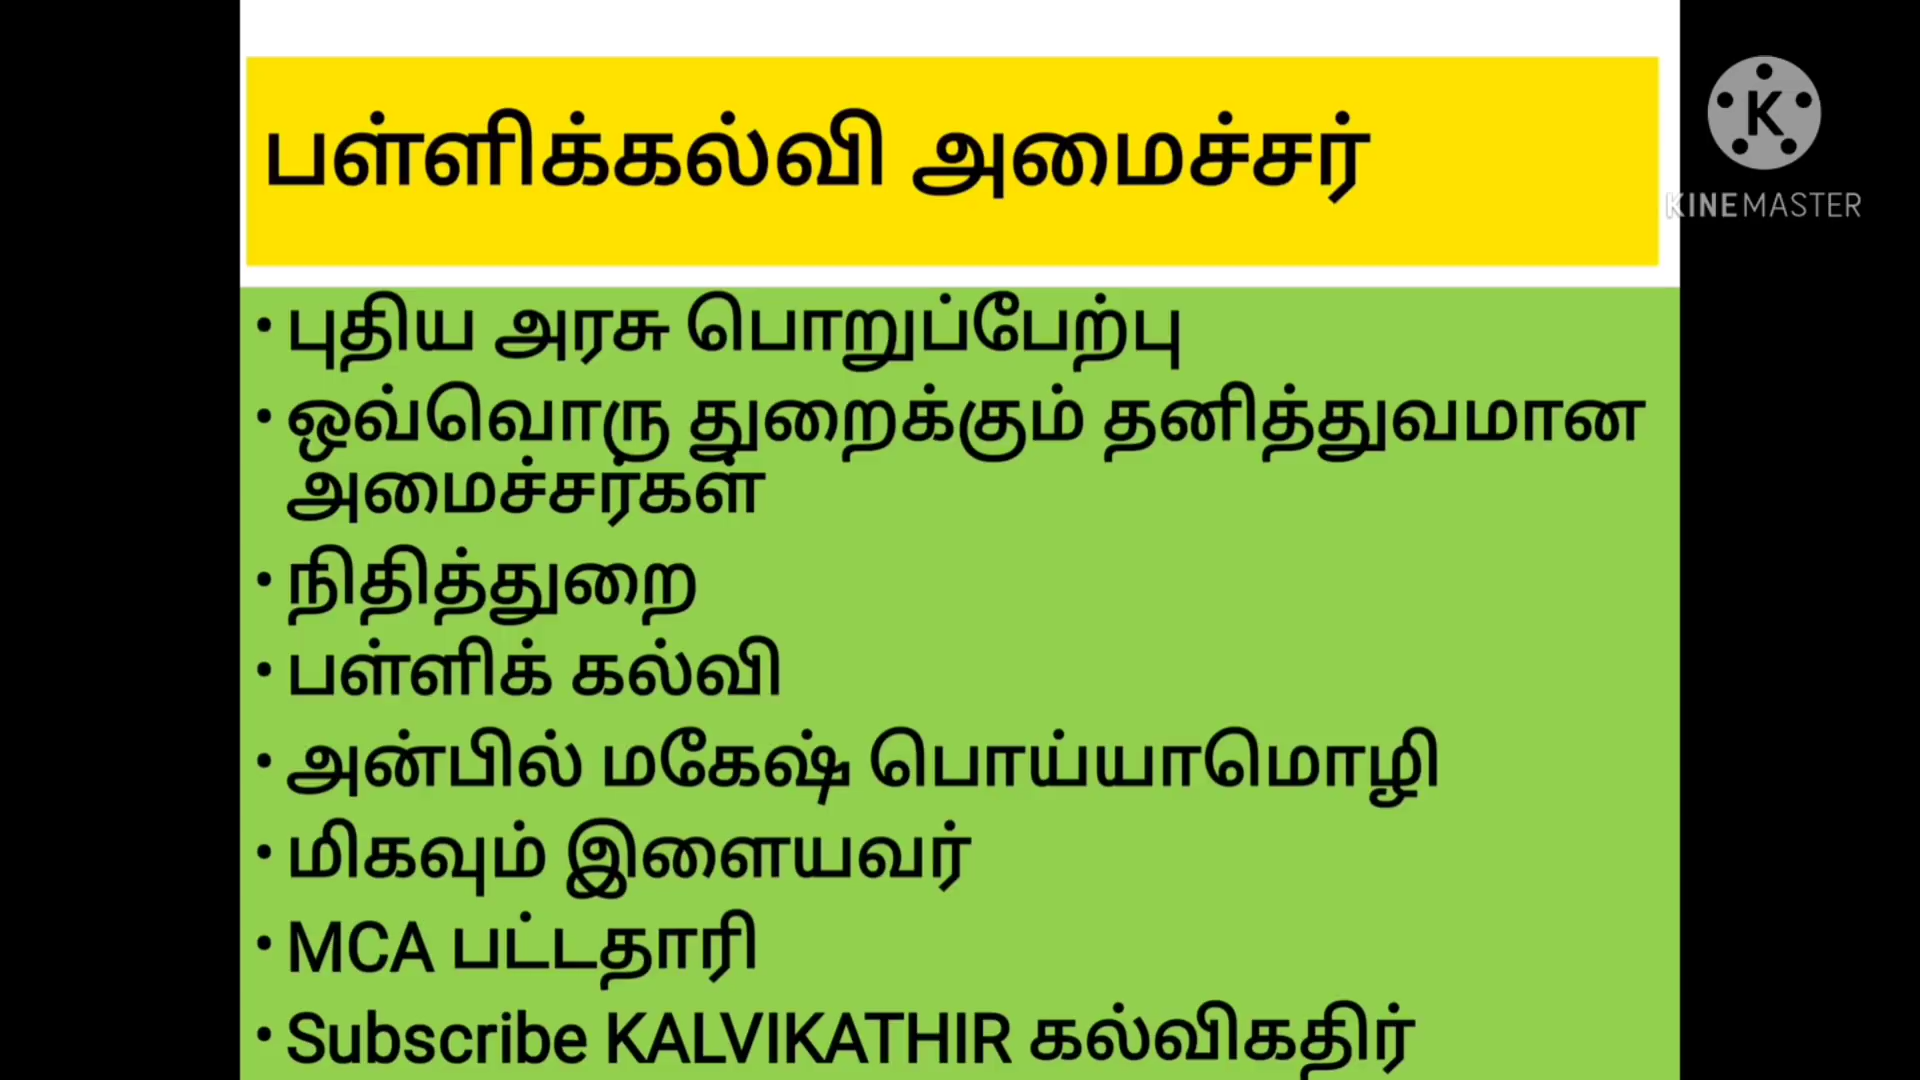 பள்ளிக்கல்வி அமைச்சர்
K
KINEMASTER
• புதிய அரசு பொறுப்பேற்பு
• ஒவ்வொரு துறைக்கும் தனித்துவமான
அமைச்சர்கள்
• நிதித்துறை
• பள்ளிக் கல்வி
• அன்பில் மகேஷ் பொய்யாமொழி
• மிகவும் இளையவர்
• MCA பட்டதாரி
• Subscribe KALVIKATHIR கல்விகதிர்